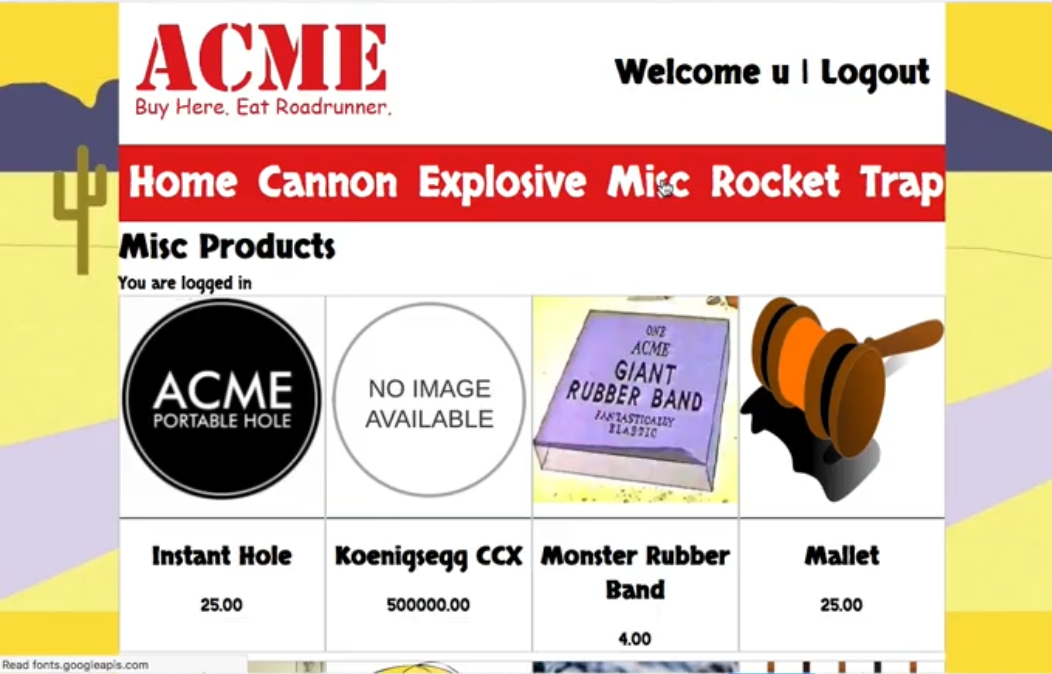 ACME
Buy Here. Eat Roadrunner.
Welcome u | Logout
Home Cannon Explosive Misc Rocket Trap
Misc Products
You are logged in
ACME
PORTABLE HOLE
NO IMAGE
AVAILABLE
ONE
ACME
GIANT
RUBBER BAND
FANTASTICALLY
ELASTIC
Instant Hole
25.00
Koenigsegg CCX
500000.00
Monster Rubber
Band
4.00
Mallet
25.00
Read fonts.googleapis.com